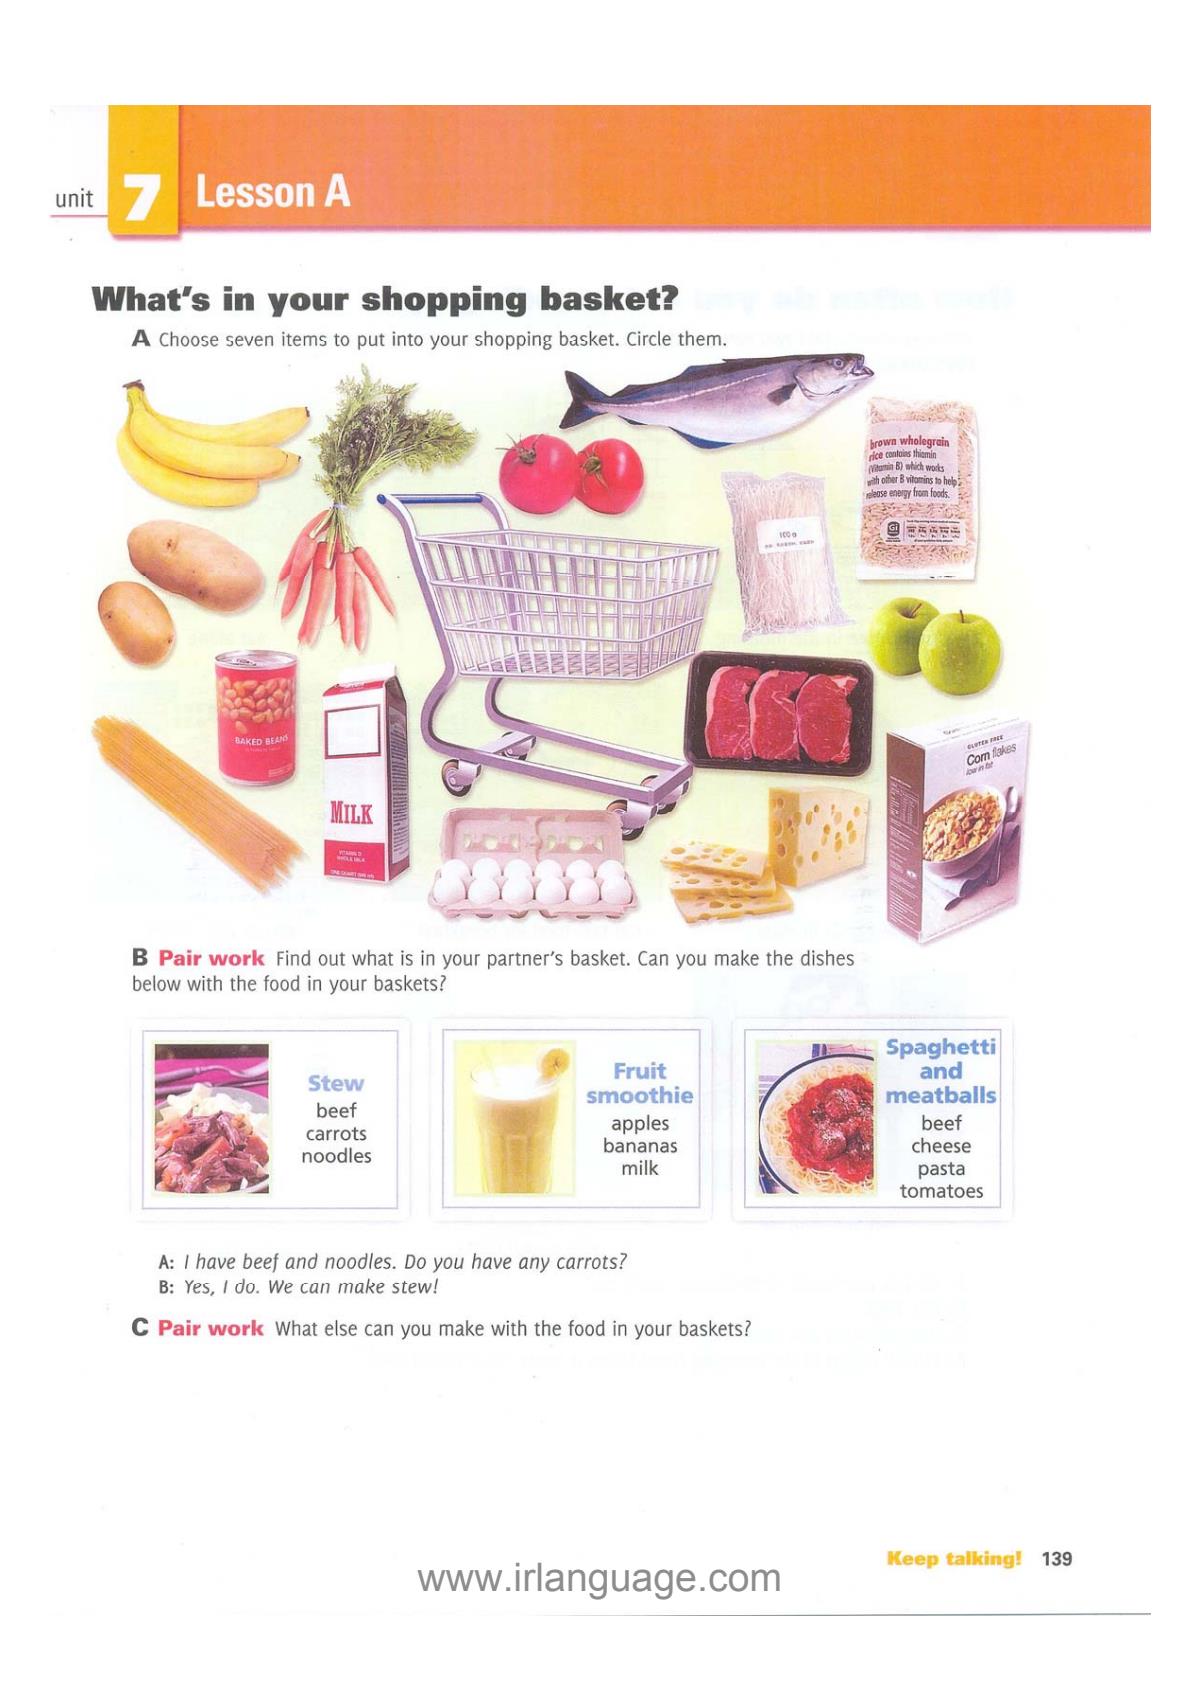 unit 7 Lesson A
What's in your shopping basket?
A Choose seven items to put into your shopping basket. Circle them.
brown wholegrain
rice contains thiamin
(Vitamin B) which works
with other B vitamins to help
release energy from foods.
100 g
BAKED BEANS
MILK
VITAMIN D
WHOLE MILK
GLUTEN FREE
Corn flakes
low in fat
B Pair work Find out what is in your partner's basket. Can you make the dishes
below with the food in your baskets?
Stew
beef
carrots
noodles
Fruit
smoothie
apples
bananas
milk
Spaghetti
and
meatballs
beef
cheese
pasta
tomatoes
A: I have beef and noodles. Do you have any carrots?
B: Yes, I do. We can make stew!
C Pair work What else can you make with the food in your baskets?
Keep talking! 139
www.irlanguage.com